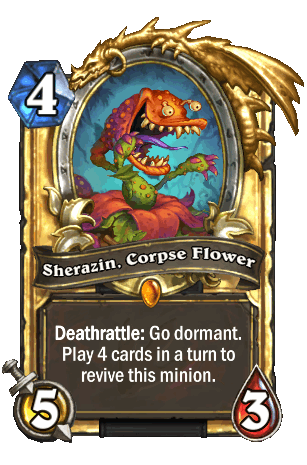 4
Sherazin, Corpse Flower
Deathrattle: Go dormant.
Play 4 cards in a turn to
revive this minion.
5
3